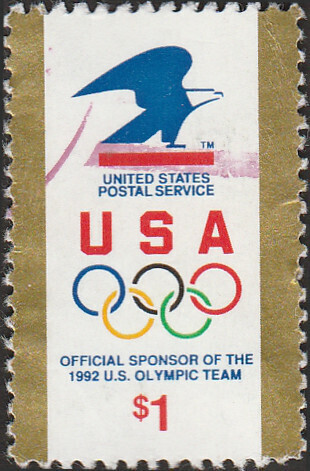 TM
UNITED STATES
POSTAL SERVICE
USA
OFFICIAL SPONSOR OF THE
1992 U.S. OLYMPIC TEAM
$1